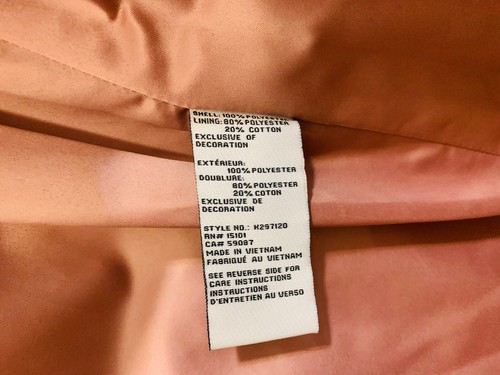 SHELL: 100% POLYESTER
LINING: 80% POLYESTER
20% COTTON
EXCLUSIVE OF
DECORATION
EXTÉRIEUR:
100% POLYESTER
DOUBLURE:
80% POLYESTER
20% COTON
EXCLUSIVE DE
DECORATION
STYLE NO.: X297120
RN# 15101
CA# 59087
MADE IN VIETNAM
FABRIQUÉ AU VIETNAM
SEE REVERSE SIDE FOR
CARE INSTRUCTIONS
INSTRUCTIONS
D'ENTRETIEN AU VERSO